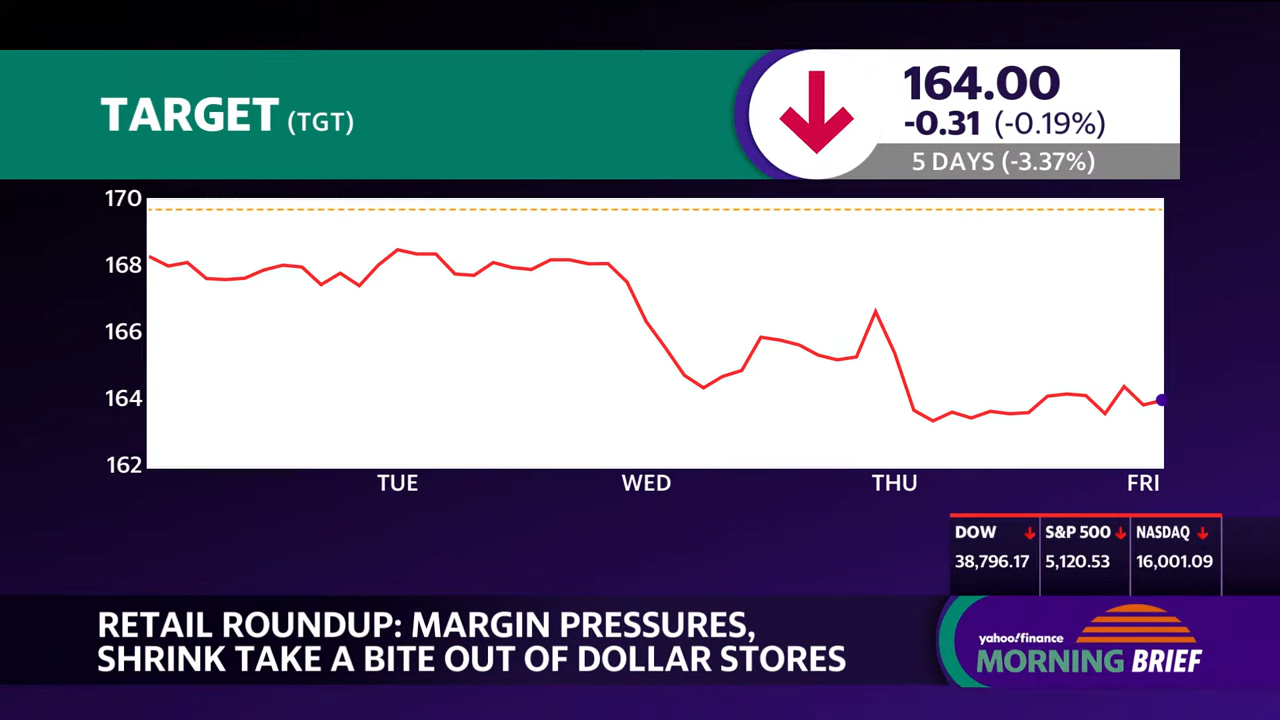 TARGET (TGT)
164.00
-0.31 (-0.19%)
5 DAYS (-3.37%)
170
168
166
164
162
TUE WED THU FRI
DOW S&P 500 NASDAQ
38,796.17 5,120.53 16,001.09
RETAIL ROUNDUP: MARGIN PRESSURES,
SHRINK TAKE A BITE OUT OF DOLLAR STORES
yahoo!finance
MORNING BRIEF